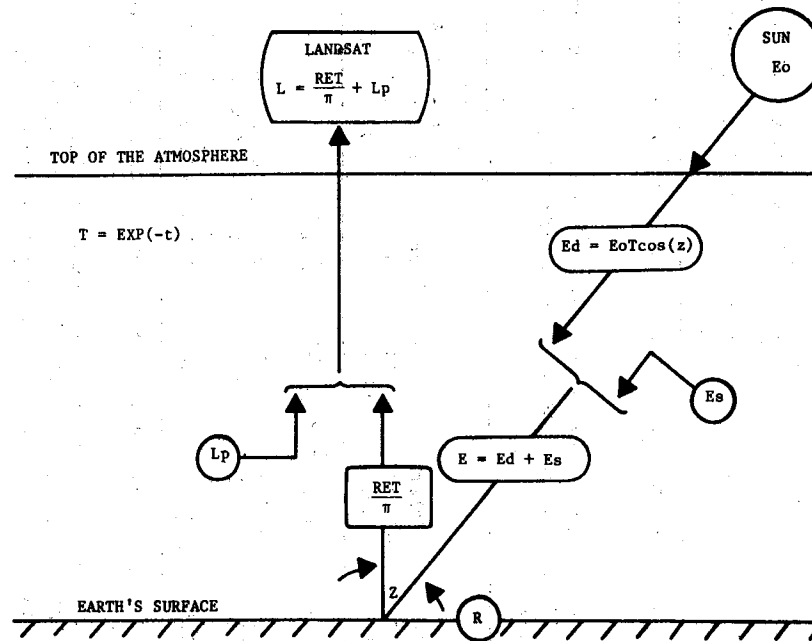 LANDSAT
L = RET/π + Lp
SUN
Eo
TOP OF THE ATMOSPHERE
T = EXP(-t)
Ed = EoTcos(z)
Es
Lp
E = Ed + Es
RET
π
Z
EARTH'S SURFACE
R